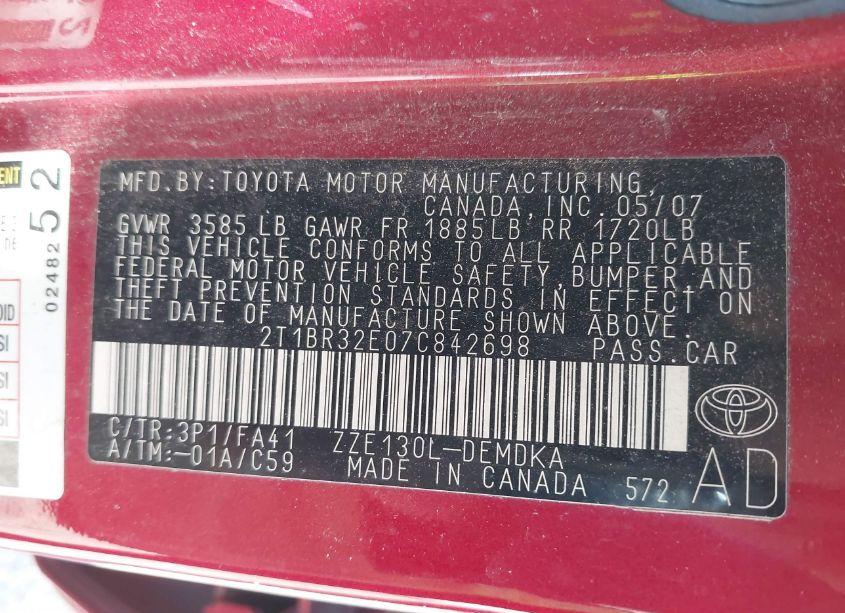 MFD.BY:TOYOTA MOTOR MANUFACTURING,
CANADA, INC. 05/07
GVWR 3585 LB GAWR FR 1885LB RR 1720LB
THIS VEHICLE CONFORMS TO ALL APPLICABLE
FEDERAL MOTOR VEHICLE SAFETY,BUMPER,AND
THEFT PREVENTION STANDARDS IN EFFECT ON
THE DATE OF MANUFACTURE SHOWN ABOVE.
2T1BR32E07C842698 PASS.CAR
C/TR:3P1/FA41 ZZE130L-DEMDKA
A/TM:-01A/C59 MADE IN CANADA 572
AD
02482 52